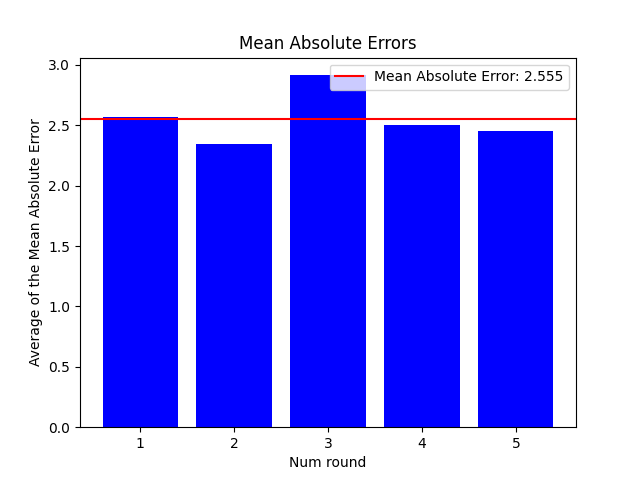 Mean Absolute Errors
Mean Absolute Error: 2.555
Average of the Mean Absolute Error
3.0
2.5
2.0
1.5
1.0
0.5
0.0
1 2 3 4 5
Num round